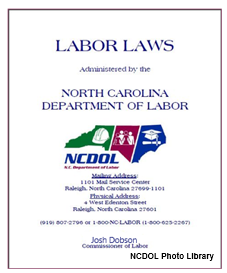 LABOR LAWS
Administered by the
NORTH CAROLINA
DEPARTMENT OF LABOR
NCDOL
N.C. Department of Labor
Mailing Address:
1101 Mail Service Center
Raleigh, North Carolina 27699-1101
Physical Address:
4 West Edenton Street
Raleigh, North Carolina 27601
(919) 807-2796 or 1-800-NC-LABOR (1-800-625-2267)
Josh Dobson
Commissioner of Labor
NCDOL Photo Library